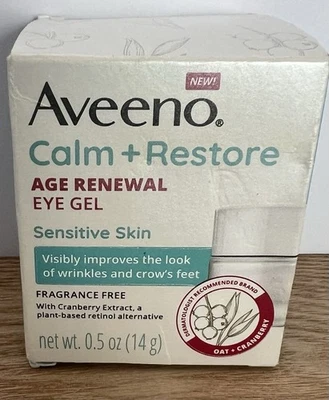 NEW!
Aveeno®
Calm + Restore
AGE RENEWAL
EYE GEL
Sensitive Skin
Visibly improves the look
of wrinkles and crow's feet
FRAGRANCE FREE
With Cranberry Extract, a
plant-based retinol alternative
net wt. 0.5 oz (14 g)
DERMATOLOGIST RECOMMENDED BRAND
OAT + CRANBERRY